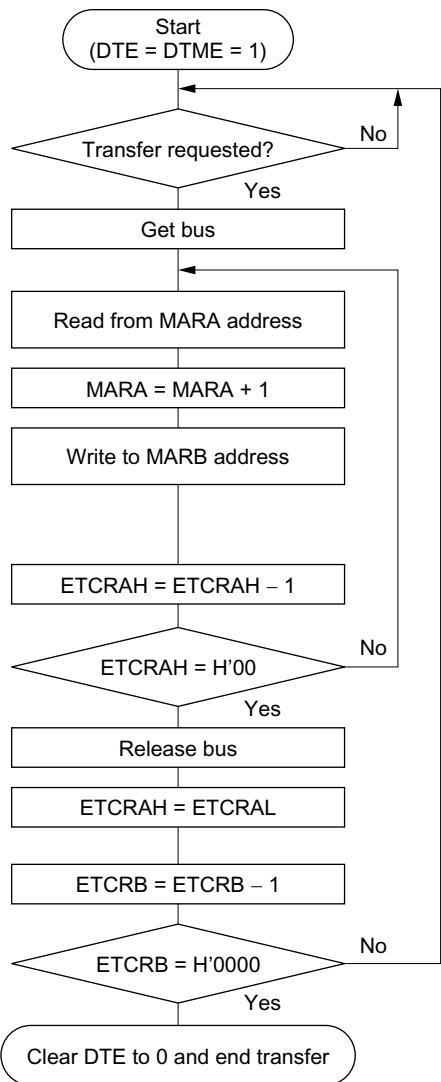 Start
(DTE = DTME = 1)
Transfer requested?
No
Yes
Get bus
Read from MARA address
MARA = MARA + 1
Write to MARB address
ETCRAH = ETCRAH – 1
ETCRAH = H'00
No
Yes
Release bus
ETCRAH = ETCRAL
ETCRB = ETCRB – 1
ETCRB = H'0000
No
Yes
Clear DTE to 0 and end transfer